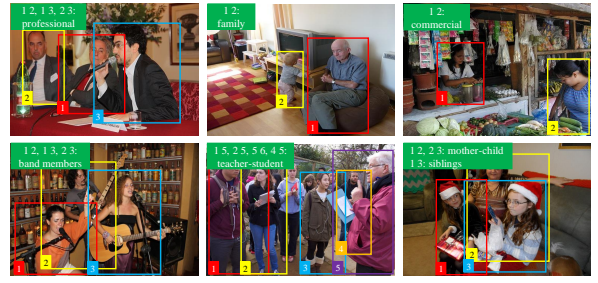 1 2, 1 3, 2 3:
professional
2
1
3
1 2:
family
2
1
1 2:
commercial
1
2
1 2, 1 3, 2 3:
band members
1
2
3
1 5, 2 5, 5 6, 4 5:
teacher-student
1
2
3
4
5
1 2, 2 3: mother-child
1 3: siblings
1
2
3